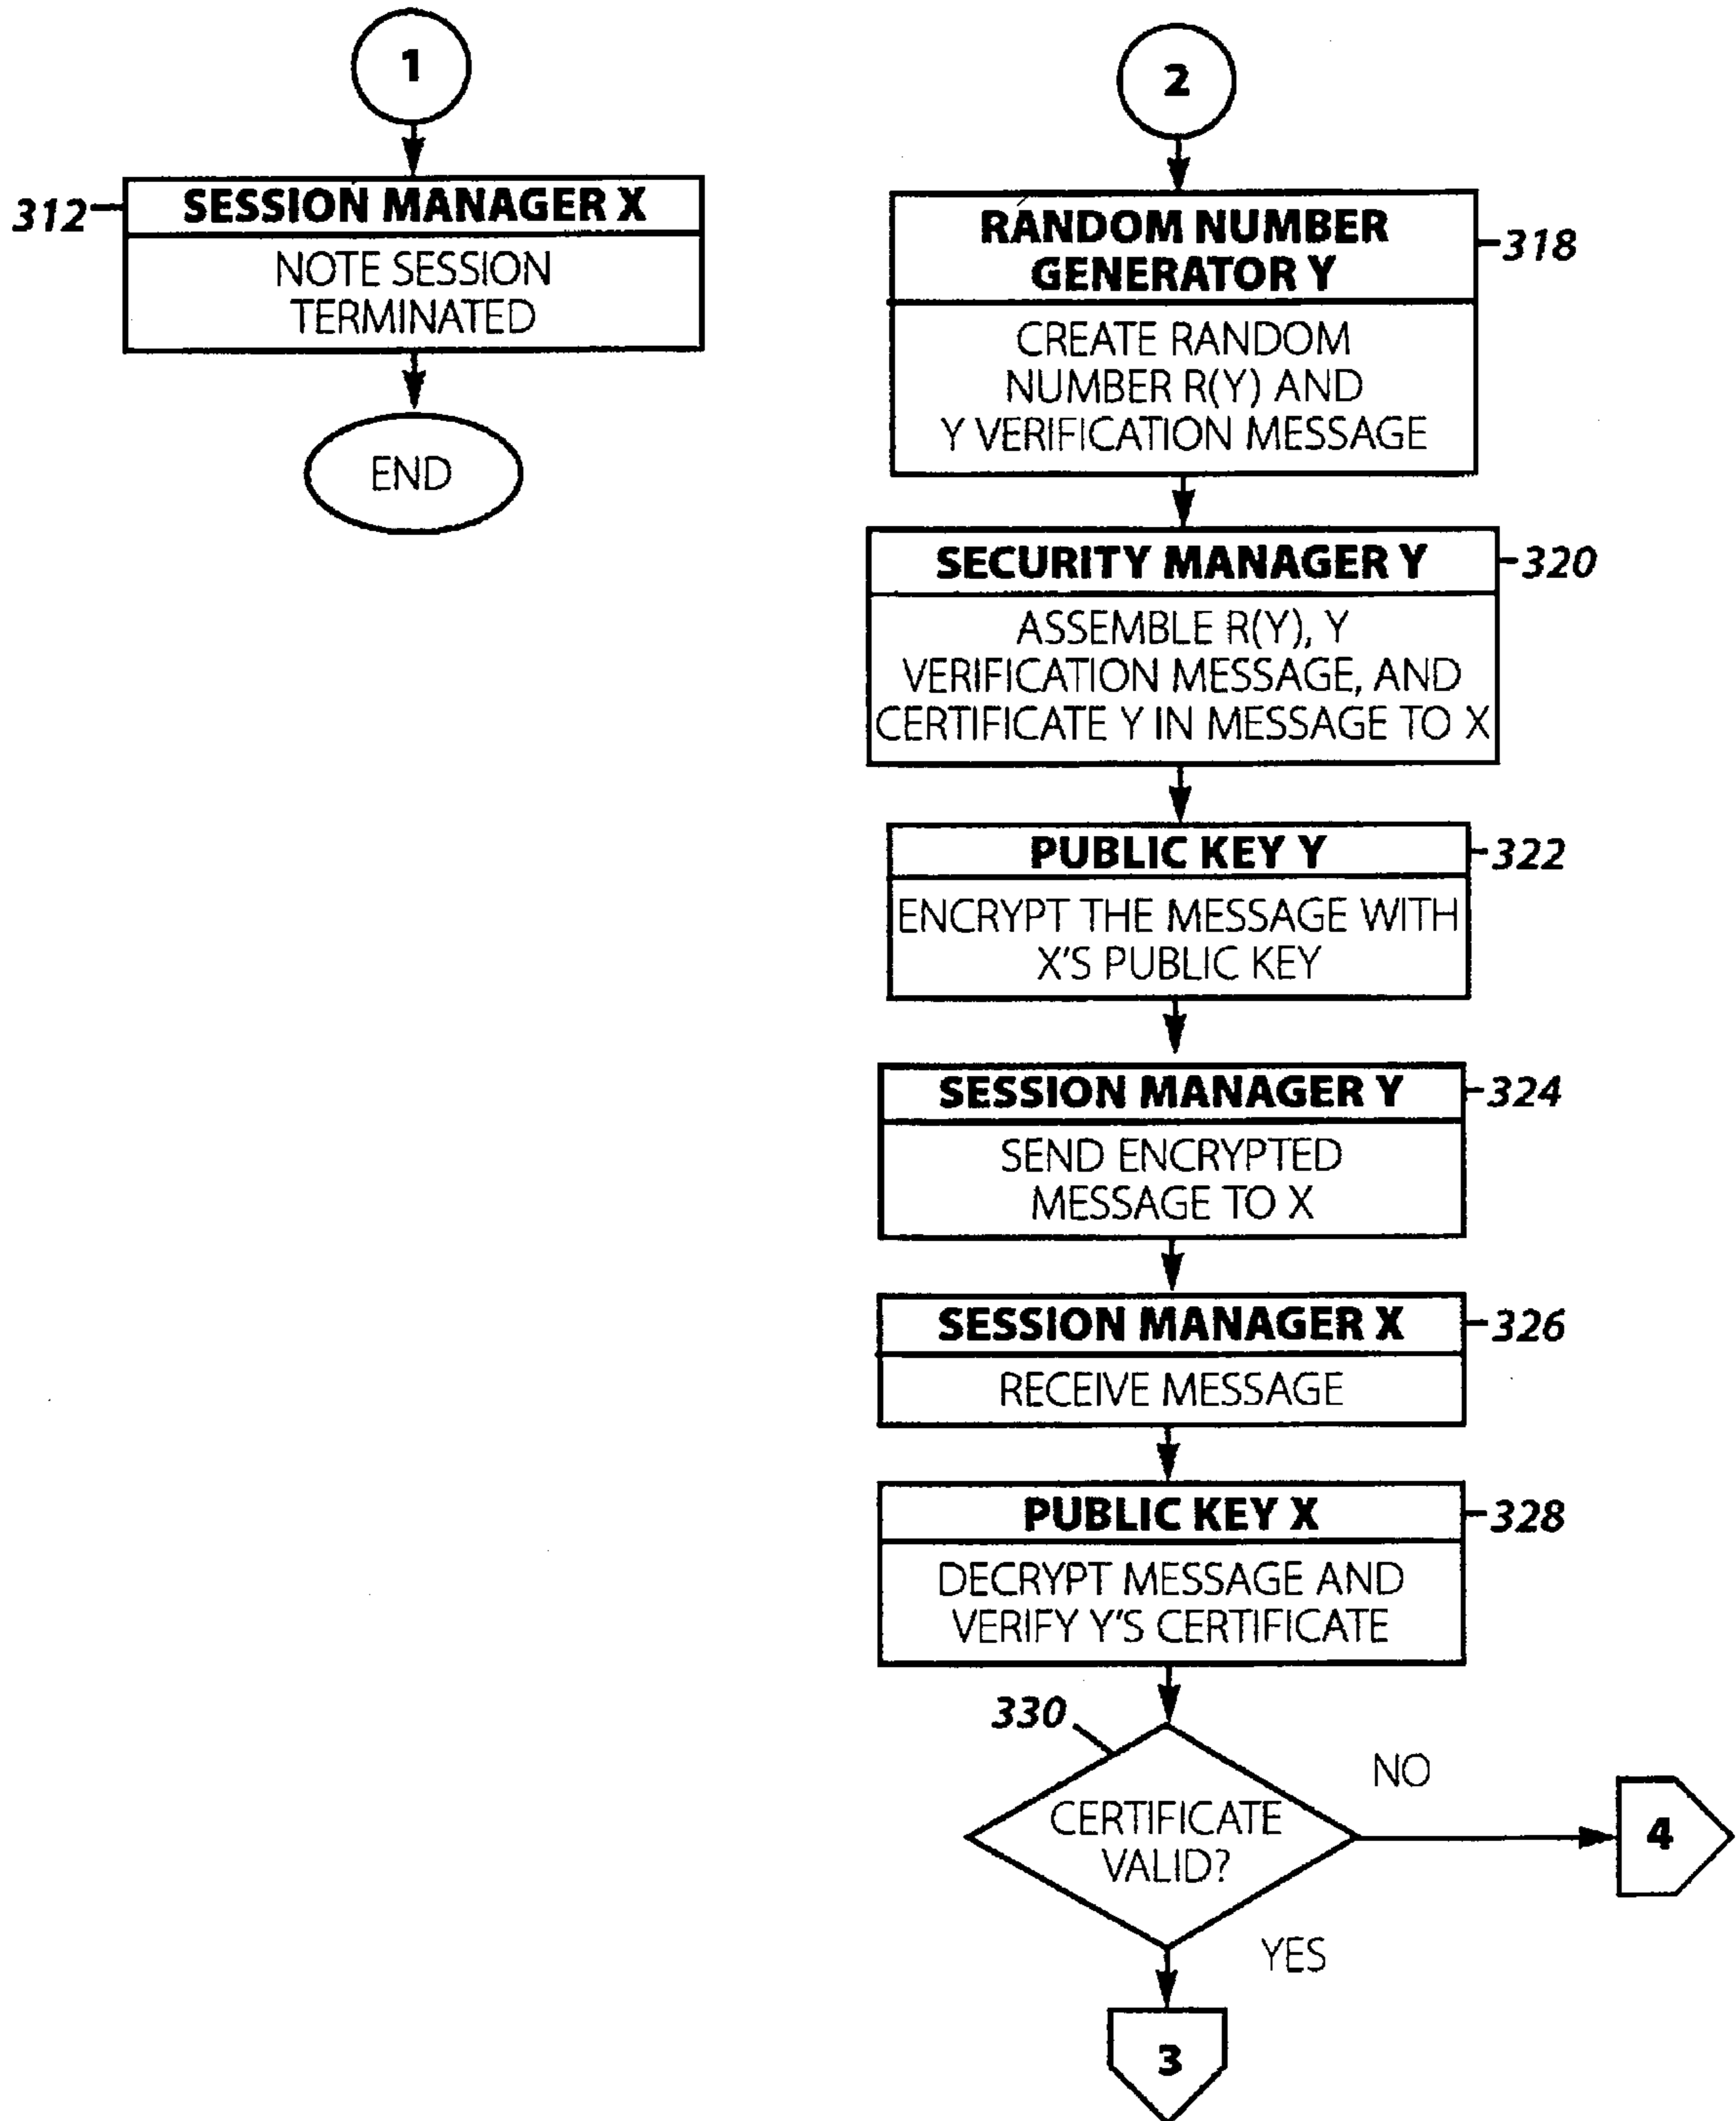 1
312
SESSION MANAGER X
NOTE SESSION
TERMINATED
END
2
RANDOM NUMBER
GENERATOR Y
318
CREATE RANDOM
NUMBER R(Y) AND
Y VERIFICATION MESSAGE
SECURITY MANAGER Y
320
ASSEMBLE R(Y), Y
VERIFICATION MESSAGE, AND
CERTIFICATE Y IN MESSAGE TO X
PUBLIC KEY Y
322
ENCRYPT THE MESSAGE WITH
X'S PUBLIC KEY
SESSION MANAGER Y
324
SEND ENCRYPTED
MESSAGE TO X
SESSION MANAGER X
326
RECEIVE MESSAGE
PUBLIC KEY X
328
DECRYPT MESSAGE AND
VERIFY Y'S CERTIFICATE
330
CERTIFICATE
VALID?
NO
4
YES
3